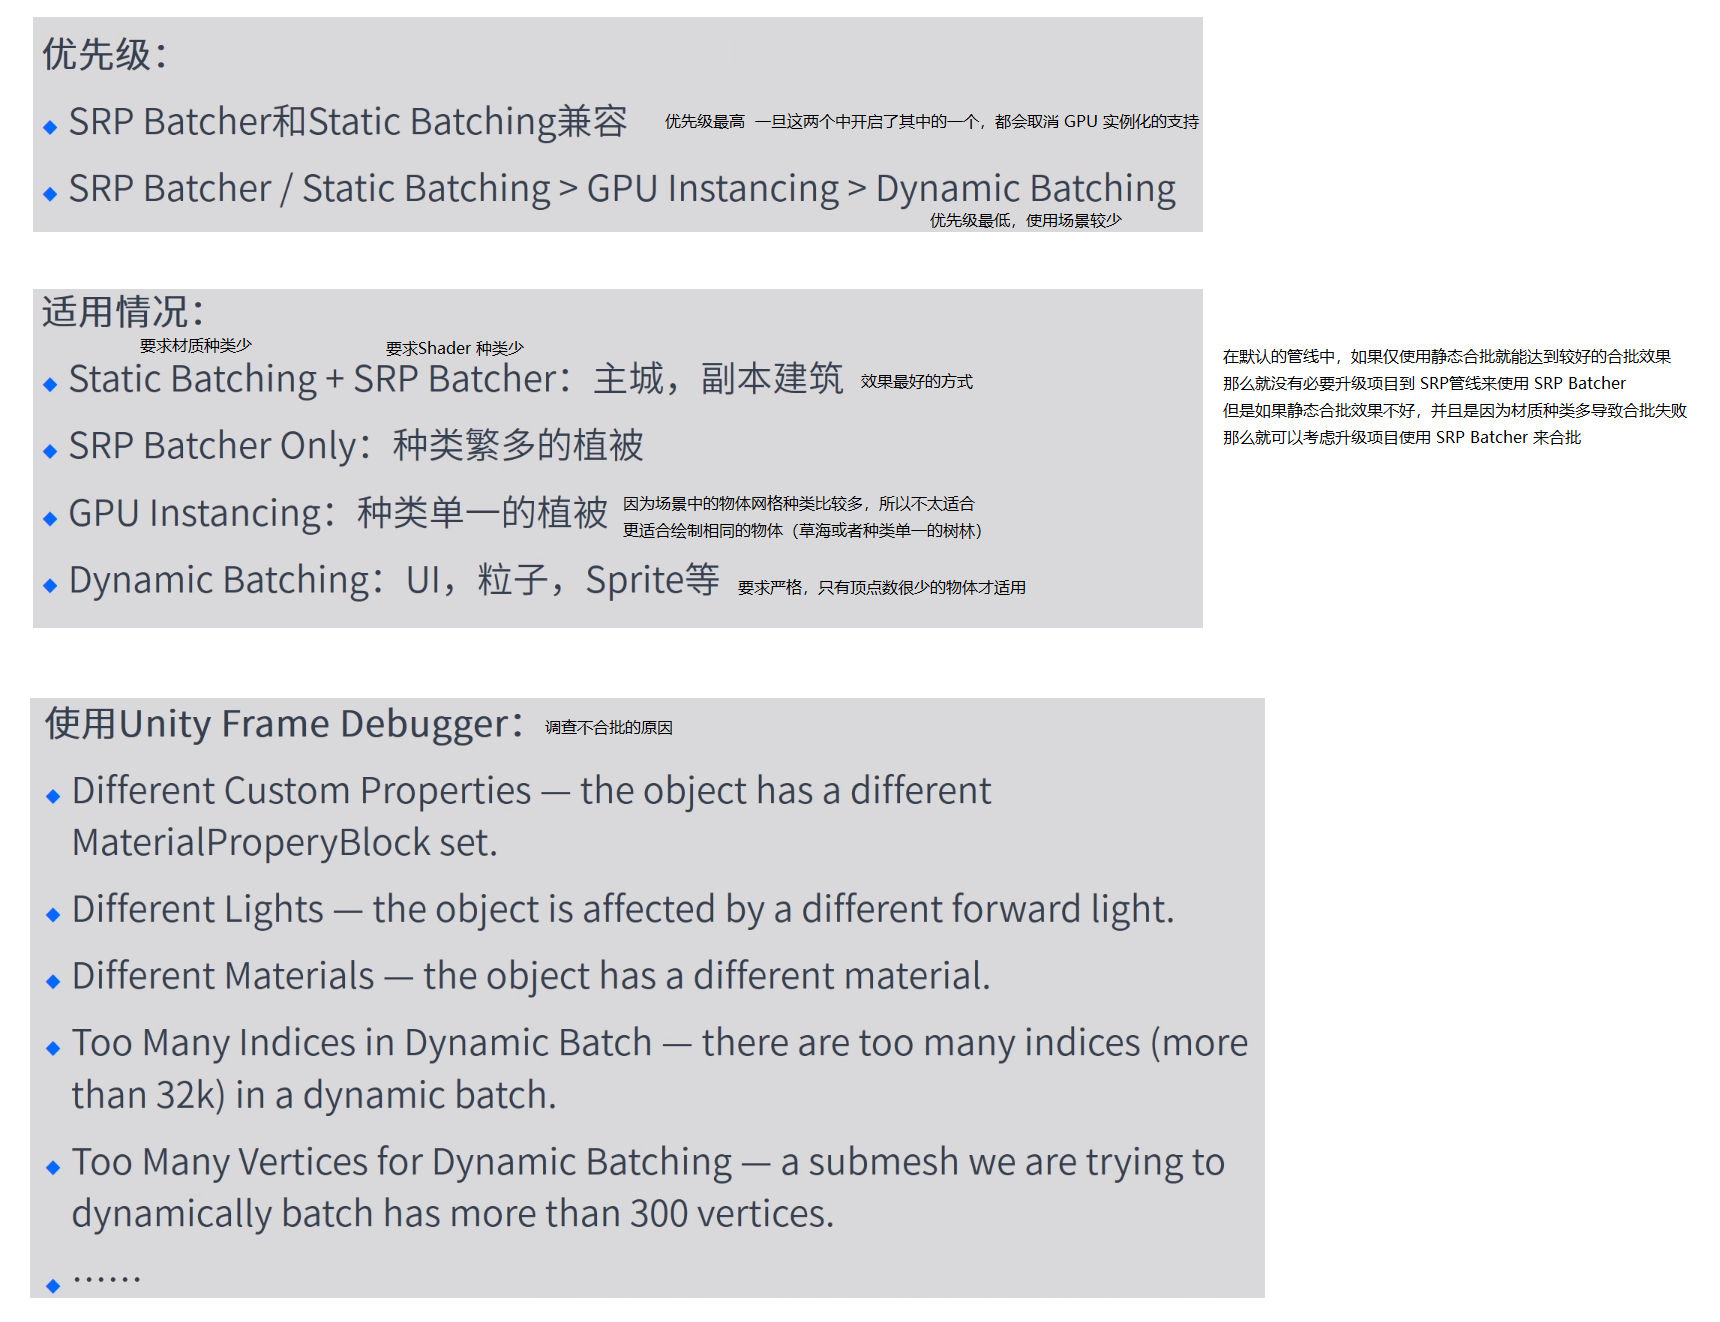 优先级：
SRP Batcher和Static Batching兼容
优先级最高 一旦这两个中开启了其中的一个，都会取消 GPU 实例化的支持
SRP Batcher / Static Batching > GPU Instancing > Dynamic Batching
优先级最低，使用场景较少
适用情况：
要求材质种类少
要求Shader 种类少
Static Batching + SRP Batcher：主城，副本建筑
效果最好的方式
SRP Batcher Only：种类繁多的植被
GPU Instancing：种类单一的植被
因为场景中的物体网格种类比较多，所以不太适合
更适合绘制相同的物体（草海或者种类单一的树林）
Dynamic Batching：UI，粒子，Sprite等
要求严格，只有顶点数很少的物体才适用
在默认的管线中，如果仅使用静态合批就能达到较好的合批效果
那么就没有必要升级项目到 SRP管线来使用 SRP Batcher
但是如果静态合批效果不好，并且是因为材质种类多导致合批失败
那么就可以考虑升级项目使用 SRP Batcher 来合批
使用Unity Frame Debugger：
调查不合批的原因
Different Custom Properties — the object has a different
MaterialProperyBlock set.
Different Lights — the object is affected by a different forward light.
Different Materials — the object has a different material.
Too Many Indices in Dynamic Batch — there are too many indices (more
than 32k) in a dynamic batch.
Too Many Vertices for Dynamic Batching — a submesh we are trying to
dynamically batch has more than 300 vertices.
……